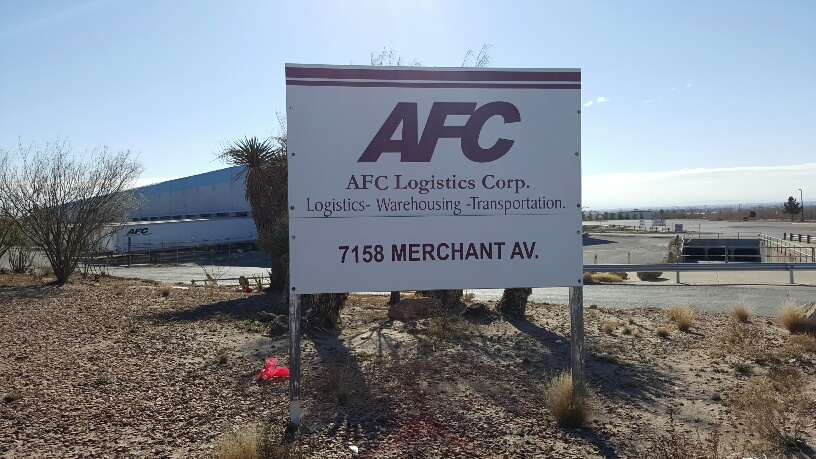 AFC
AFC Logistics Corp.
Logistics- Warehousing -Transportation.
7158 MERCHANT AV.
AFC